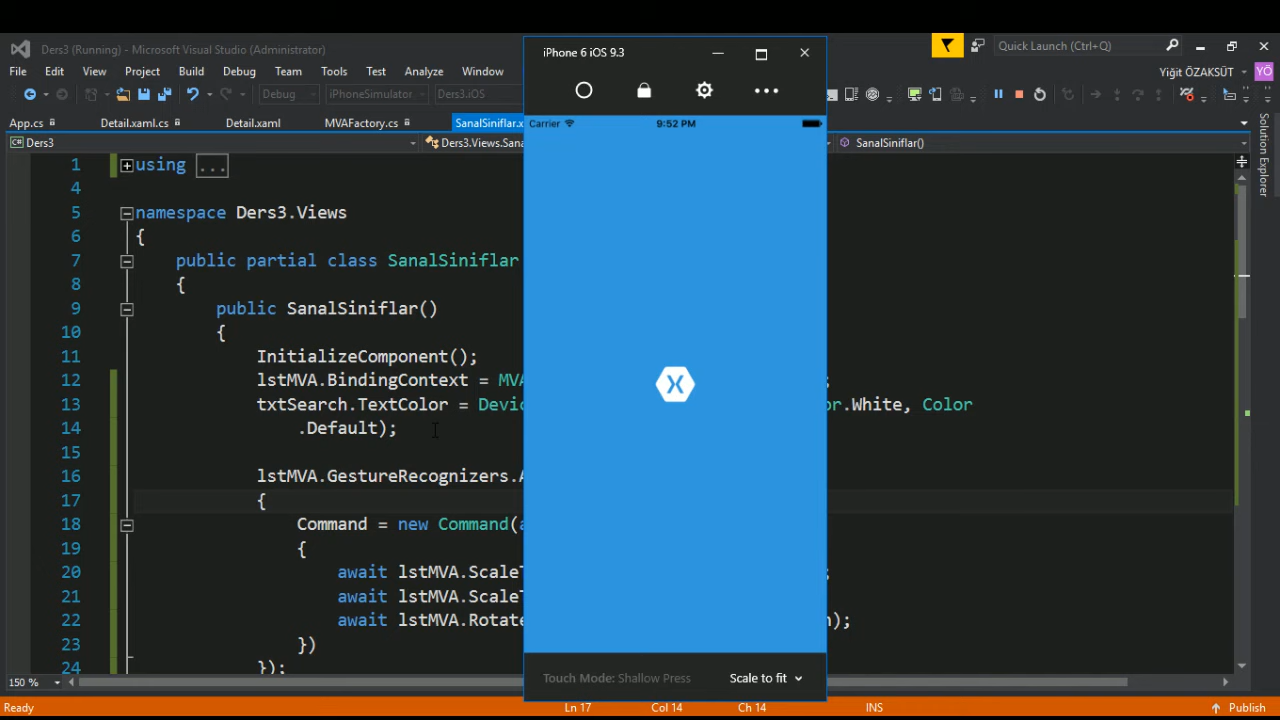 Ders3 (Running) - Microsoft Visual Studio (Administrator)
Quick Launch (Ctrl+Q)
File Edit View Project Build Debug Team Tools Test Analyze Window
Yiğit ÖZAKSÜT YÖ
Debug iPhoneSimulator Ders3.iOS
App.cs Detail.xaml.cs Detail.xaml MVAFactory.cs SanalSiniflar.x
Ders3 Ders3.Views.Sana SanalSiniflar()
Solution Explorer
iPhone 6 iOS 9.3
Carrier 9:52 PM
1 using ...
4
5 namespace Ders3.Views
6 {
7 public partial class SanalSiniflar
8 {
9 public SanalSiniflar()
10 {
11 InitializeComponent();
12 lstMVA.BindingContext = MVA ;
13 txtSearch.TextColor = Devic or.White, Color
14 .Default);
15
16 lstMVA.GestureRecognizers.A
17 {
18 Command = new Command(a
19 {
20 await lstMVA.ScaleT ;
21 await lstMVA.ScaleT
22 await lstMVA.Rotate n);
23 })
24 });
Touch Mode: Shallow Press Scale to fit
150 %
Ready Ln 17 Col 14 Ch 14 INS Publish